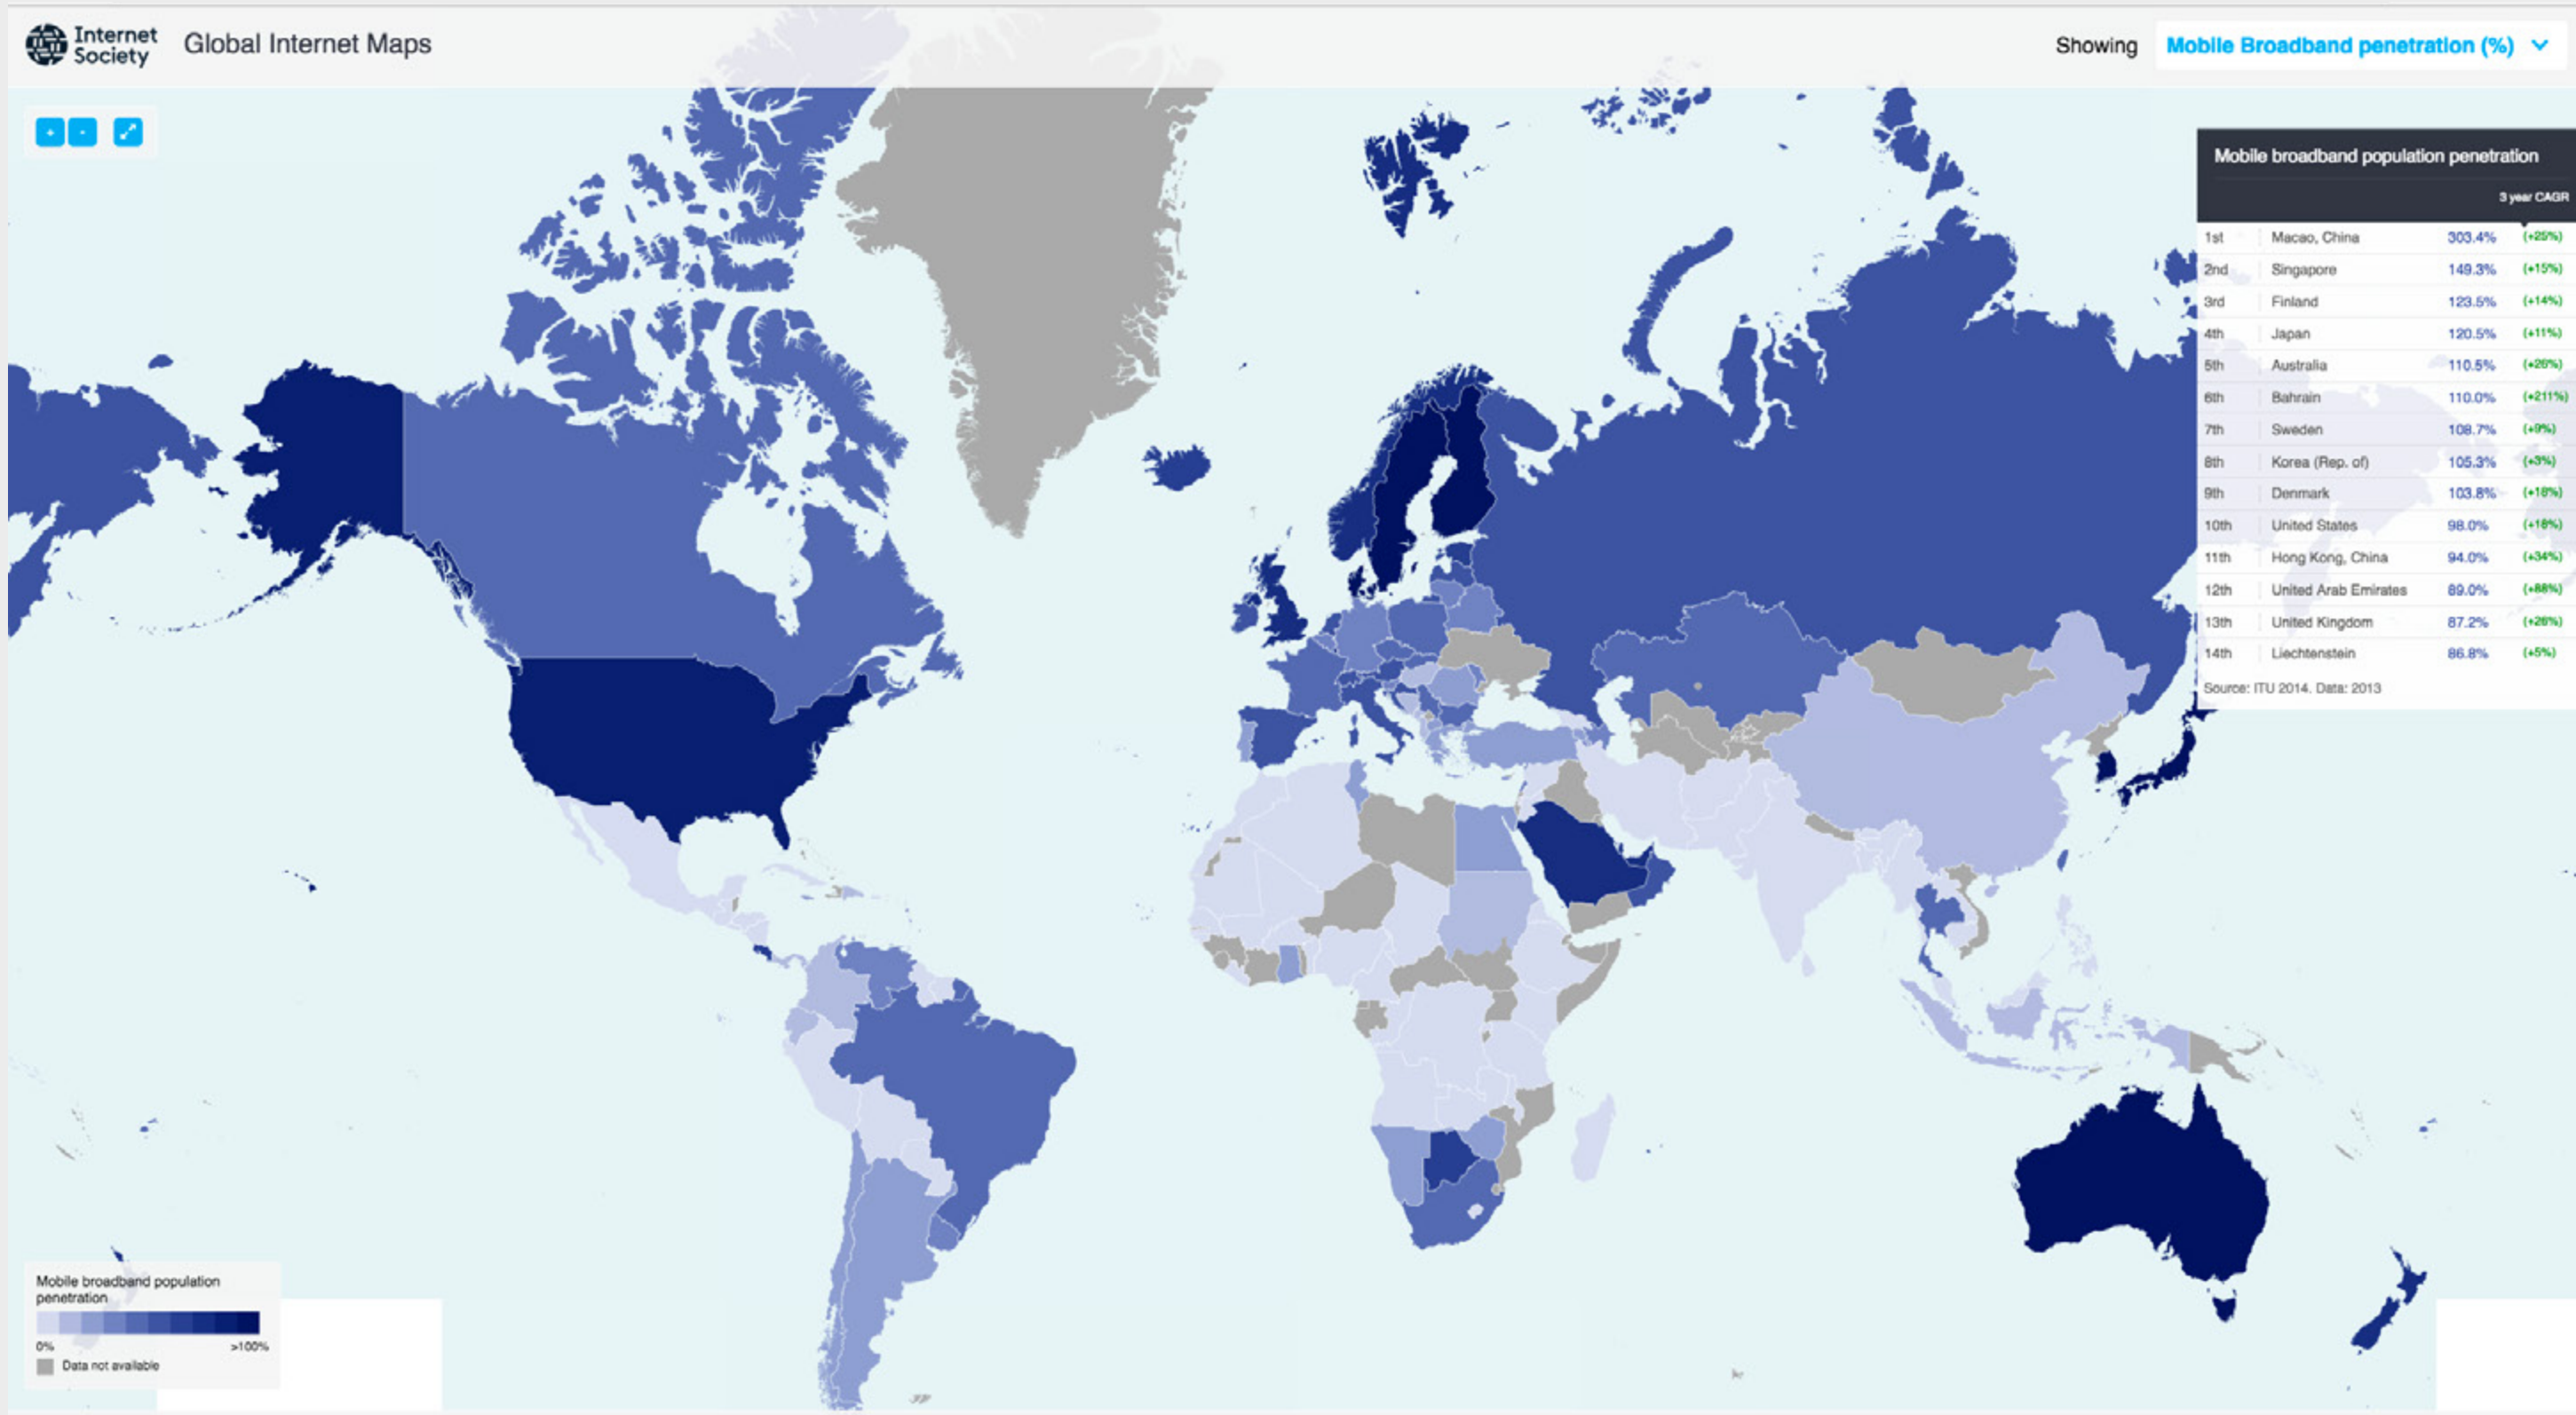 Internet
Society
Global Internet Maps
Showing Mobile Broadband penetration (%)
+ -
Mobile broadband population penetration
3 year CAGR
1st Macao, China 303.4% (+25%)
2nd Singapore 149.3% (+15%)
3rd Finland 123.5% (+14%)
4th Japan 120.5% (+11%)
5th Australia 110.5% (+26%)
6th Bahrain 110.0% (+211%)
7th Sweden 108.7% (+9%)
8th Korea (Rep. of) 105.3% (+3%)
9th Denmark 103.8% (+18%)
10th United States 98.0% (+18%)
11th Hong Kong, China 94.0% (+34%)
12th United Arab Emirates 89.0% (+88%)
13th United Kingdom 87.2% (+26%)
14th Liechtenstein 86.8% (+5%)
Source: ITU 2014. Data: 2013
Mobile broadband population
penetration
0% >100%
Data not available